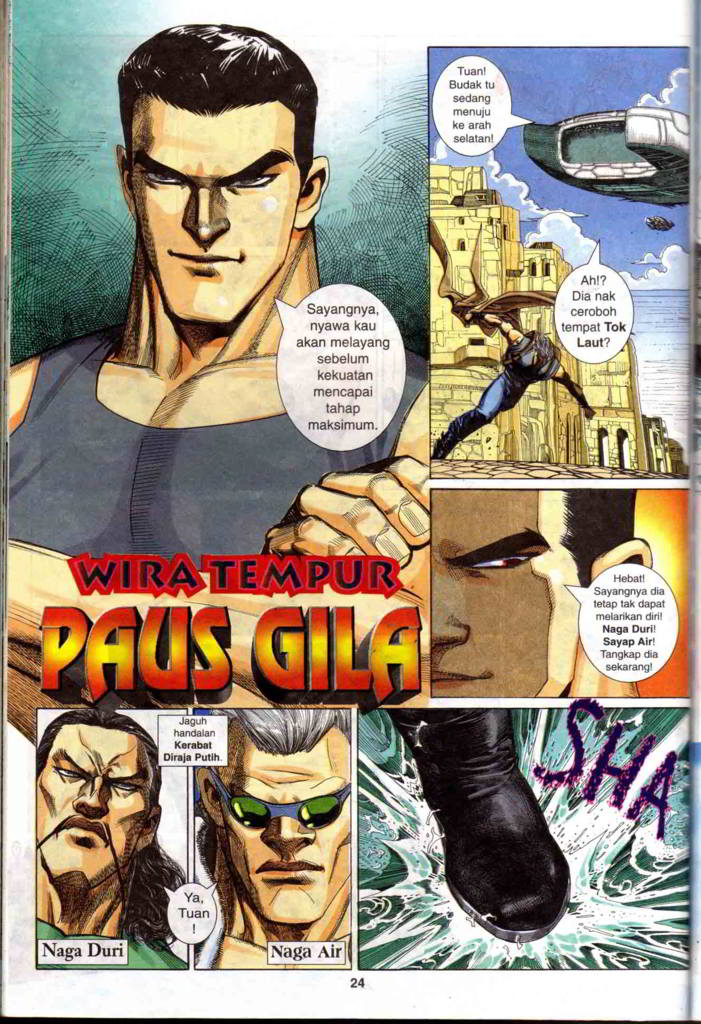 Sayangnya,
nyawa kau
akan melayang
sebelum
kekuatan
mencapai
tahap
maksimum.
WIRA TEMPUR
PAUS GILA
Tuan!
Budak tu
sedang
menuju
ke arah
selatan!
Ah!?
Dia nak
ceroboh
tempat Tok
Laut?
Hebat!
Sayangnya dia
tetap tak dapat
melarikan diri!
Naga Duri!
Sayap Air!
Tangkap dia
sekarang!
Jaguh
handalan
Kerabat
Diraja Putih.
Ya,
Tuan
!
Naga Duri
Naga Air
SHA
24